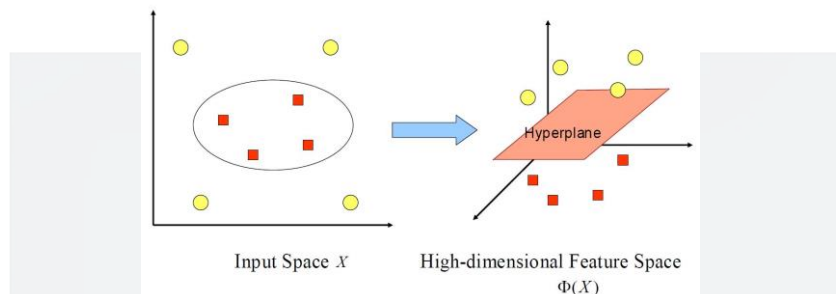 Hyperplane
Input Space X
High-dimensional Feature Space
Φ(X)